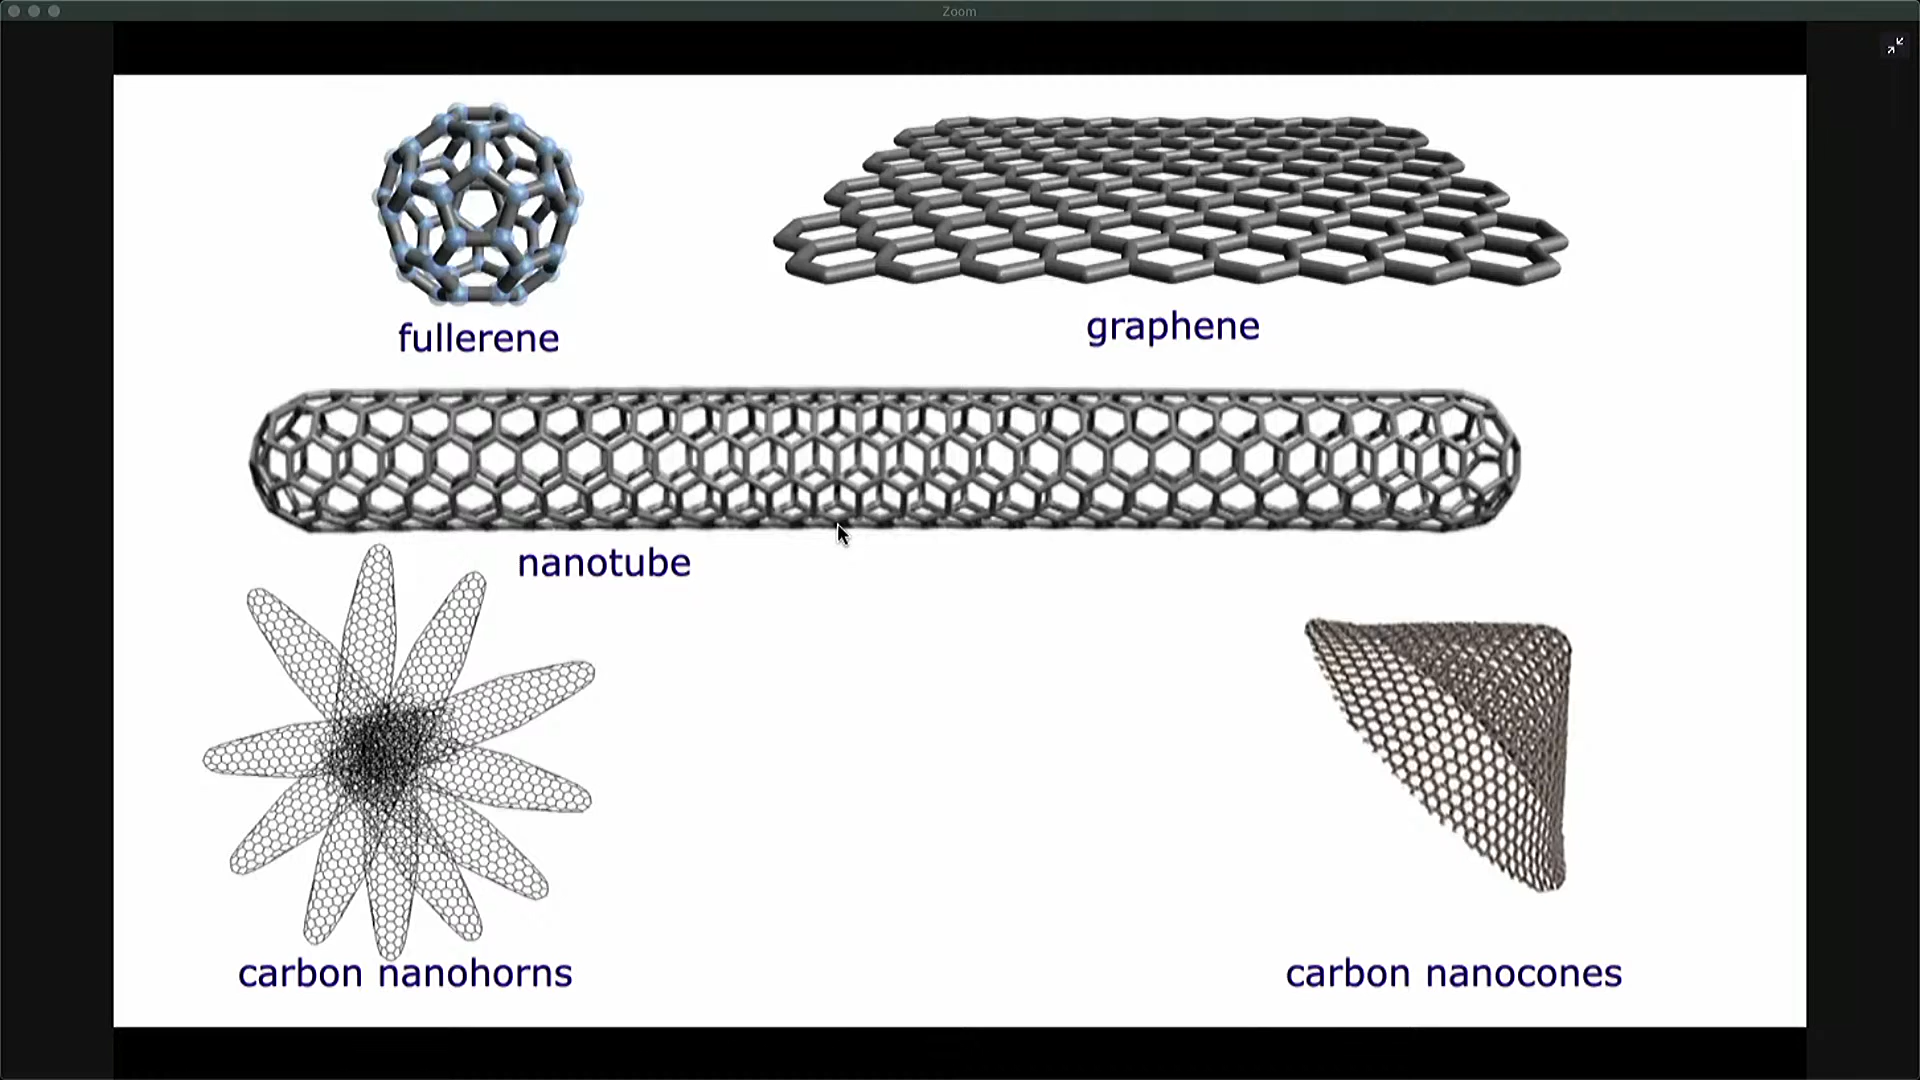 Zoom
fullerene
graphene
nanotube
carbon nanohorns
carbon nanocones